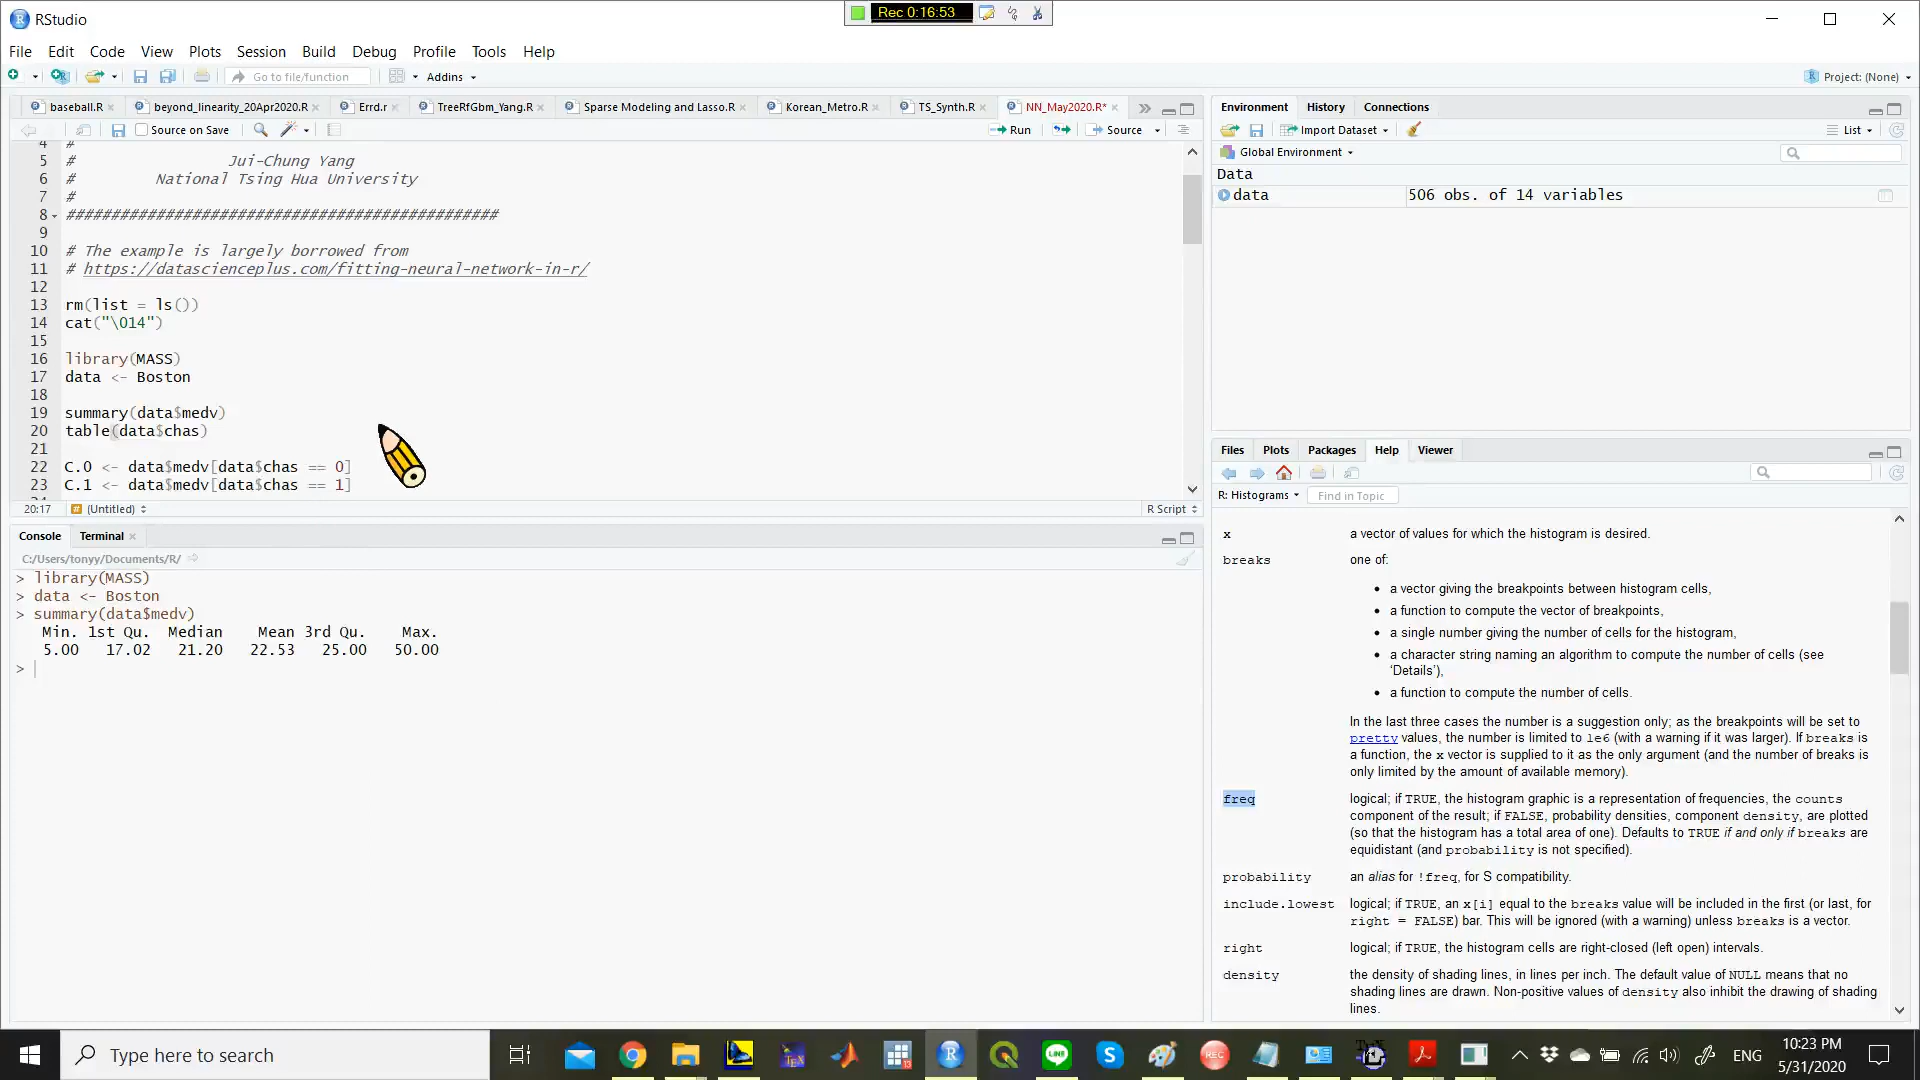 RStudio
Rec 0:16:53
File Edit Code View Plots Session Build Debug Profile Tools Help
Go to file/function Addins Project: (None)
baseball.R beyond_linearity_20Apr2020.R Errd.r TreeRfGbm_Yang.R Sparse Modeling and Lasso.R Korean_Metro.R TS_Synth.R NN_May2020.R*
Source on Save Run Source
4 #
5 # Jui-Chung Yang
6 # National Tsing Hua University
7 #
8 ################################################
9
10 # The example is largely borrowed from
11 # https://datascienceplus.com/fitting-neural-network-in-r/
12
13 rm(list = ls())
14 cat("\014")
15
16 library(MASS)
17 data <- Boston
18
19 summary(data$medv)
20 table(data$chas)
21
22 C.0 <- data$medv[data$chas == 0]
23 C.1 <- data$medv[data$chas == 1]
20:17 (Untitled) R Script
Console Terminal
C:/Users/tonyy/Documents/R/
> library(MASS)
> data <- Boston
> summary(data$medv)
Min. 1st Qu. Median Mean 3rd Qu. Max.
5.00 17.02 21.20 22.53 25.00 50.00
>
Environment History Connections
Import Dataset List
Global Environment
Data
data 506 obs. of 14 variables
Files Plots Packages Help Viewer
R: Histograms Find in Topic
x a vector of values for which the histogram is desired.
breaks one of:
• a vector giving the breakpoints between histogram cells,
• a function to compute the vector of breakpoints,
• a single number giving the number of cells for the histogram,
• a character string naming an algorithm to compute the number of cells (see
‘Details’),
• a function to compute the number of cells.
In the last three cases the number is a suggestion only; as the breakpoints will be set to
pretty values, the number is limited to 1e6 (with a warning if it was larger). If breaks is
a function, the x vector is supplied to it as the only argument (and the number of breaks is
only limited by the amount of available memory).
freq logical; if TRUE, the histogram graphic is a representation of frequencies, the counts
component of the result; if FALSE, probability densities, component density, are plotted
(so that the histogram has a total area of one). Defaults to TRUE if and only if breaks are
equidistant (and probability is not specified).
probability an alias for !freq, for S compatibility.
include.lowest logical; if TRUE, an x[i] equal to the breaks value will be included in the first (or last, for
right = FALSE) bar. This will be ignored (with a warning) unless breaks is a vector.
right logical; if TRUE, the histogram cells are right-closed (left open) intervals.
density the density of shading lines, in lines per inch. The default value of NULL means that no
shading lines are drawn. Non-positive values of density also inhibit the drawing of shading
lines.
Type here to search
ENG
10:23 PM
5/31/2020